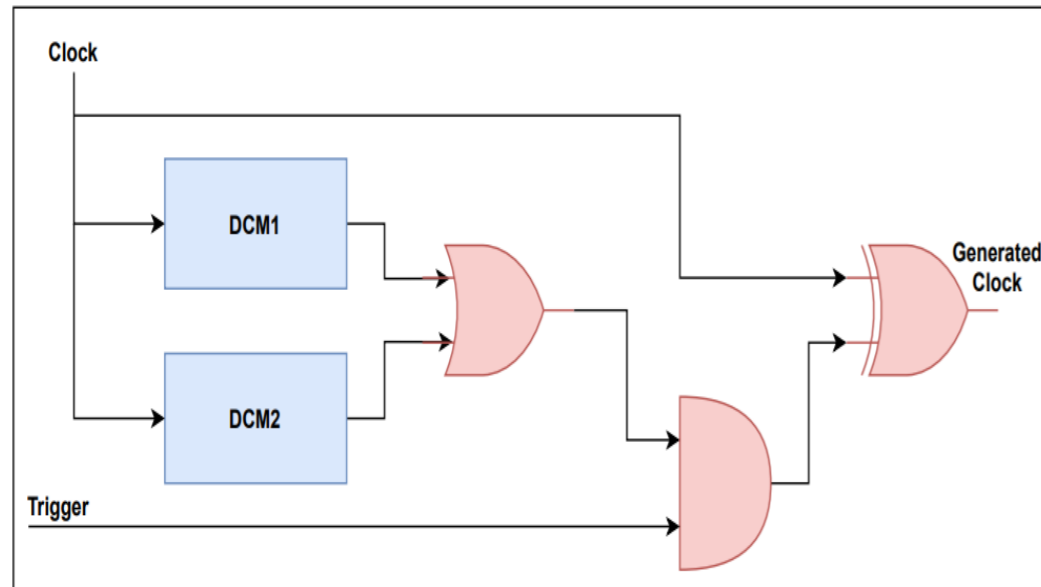 Clock
DCM1
Generated
Clock
DCM2
Trigger